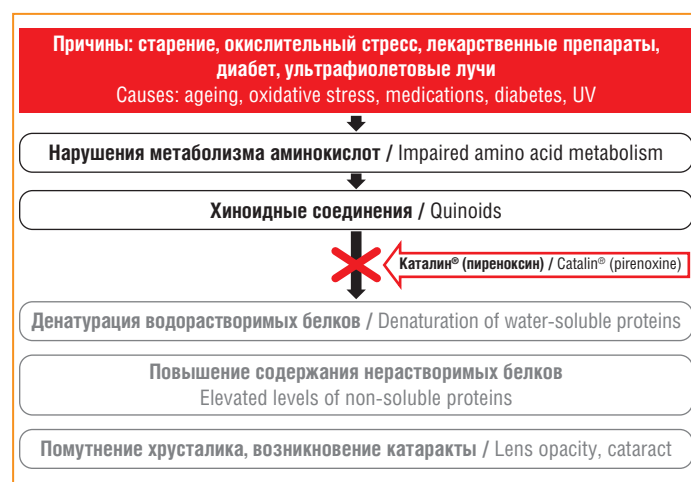 Причины: старение, окислительный стресс, лекарственные препараты,
диабет, ультрафиолетовые лучи
Causes: ageing, oxidative stress, medications, diabetes, UV
Нарушения метаболизма аминокислот / Impaired amino acid metabolism
Хиноидные соединения / Quinoids
Каталин® (пиреноксин) / Catalin® (pirenoxine)
Денатурация водорастворимых белков / Denaturation of water-soluble proteins
Повышение содержания нерастворимых белков
Elevated levels of non-soluble proteins
Помутнение хрусталика, возникновение катаракты / Lens opacity, cataract